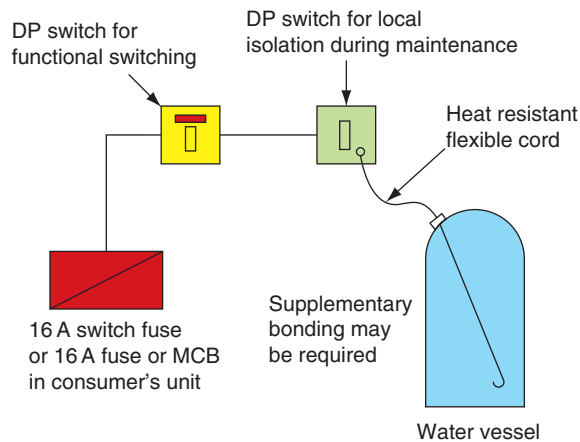 DP switch for
functional switching
DP switch for local
isolation during maintenance
Heat resistant
flexible cord
16 A switch fuse
or 16 A fuse or MCB
in consumer's unit
Supplementary
bonding may
be required
Water vessel